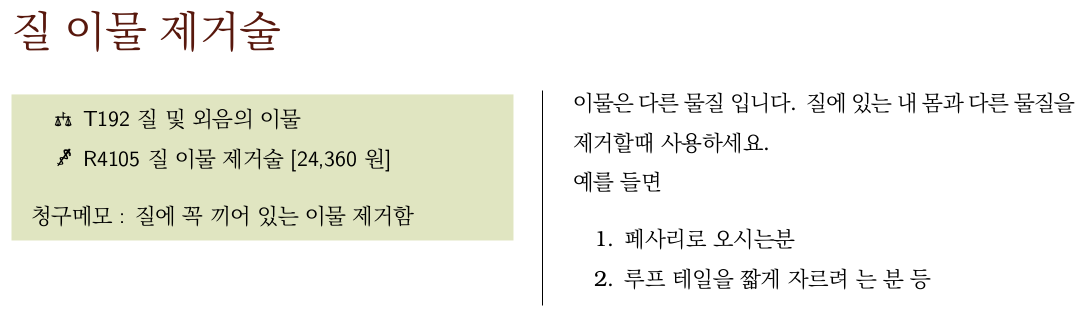 질 이물 제거술
T192 질 및 외음의 이물
R4105 질 이물 제거술 [24,360 원]
청구메모 : 질에 꼭 끼어 있는 이물 제거함
이물은 다른 물질 입니다. 질에 있는 내 몸과 다른 물질을
제거할때 사용하세요.
예를 들면
1. 페사리로 오시는분
2. 루프 테일을 짧게 자르려 는 분 등